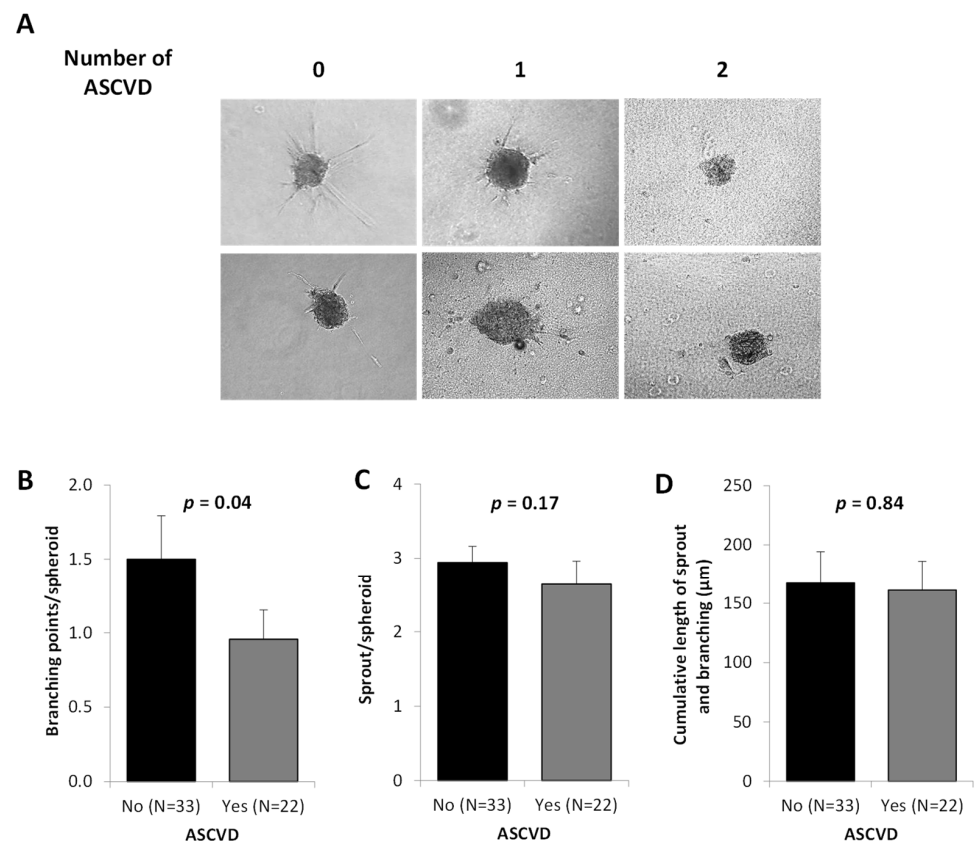 A
Number of
ASCVD
0
1
2
B
2.0
1.5
1.0
0.5
0.0
Branching points/spheroid
p = 0.04
No (N=33)
Yes (N=22)
ASCVD
C
4
3
2
1
0
Sprout/spheroid
p = 0.17
No (N=33)
Yes (N=22)
ASCVD
D
250
200
150
100
50
0
Cumulative length of sprout
and branching (µm)
p = 0.84
No (N=33)
Yes (N=22)
ASCVD